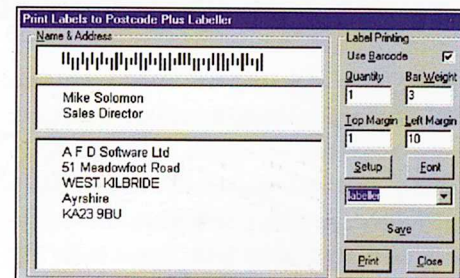 Print Labels to Postcode Plus Labeller
Name & Address
Mike Solomon
Sales Director
A F D Software Ltd
51 Meadowfoot Road
WEST KILBRIDE
Ayrshire
KA23 9BU
Label Printing
Use Barcode
Quantity Bar Weight
1 3
Top Margin Left Margin
1 10
Setup Font
labeller
Save
Print Close